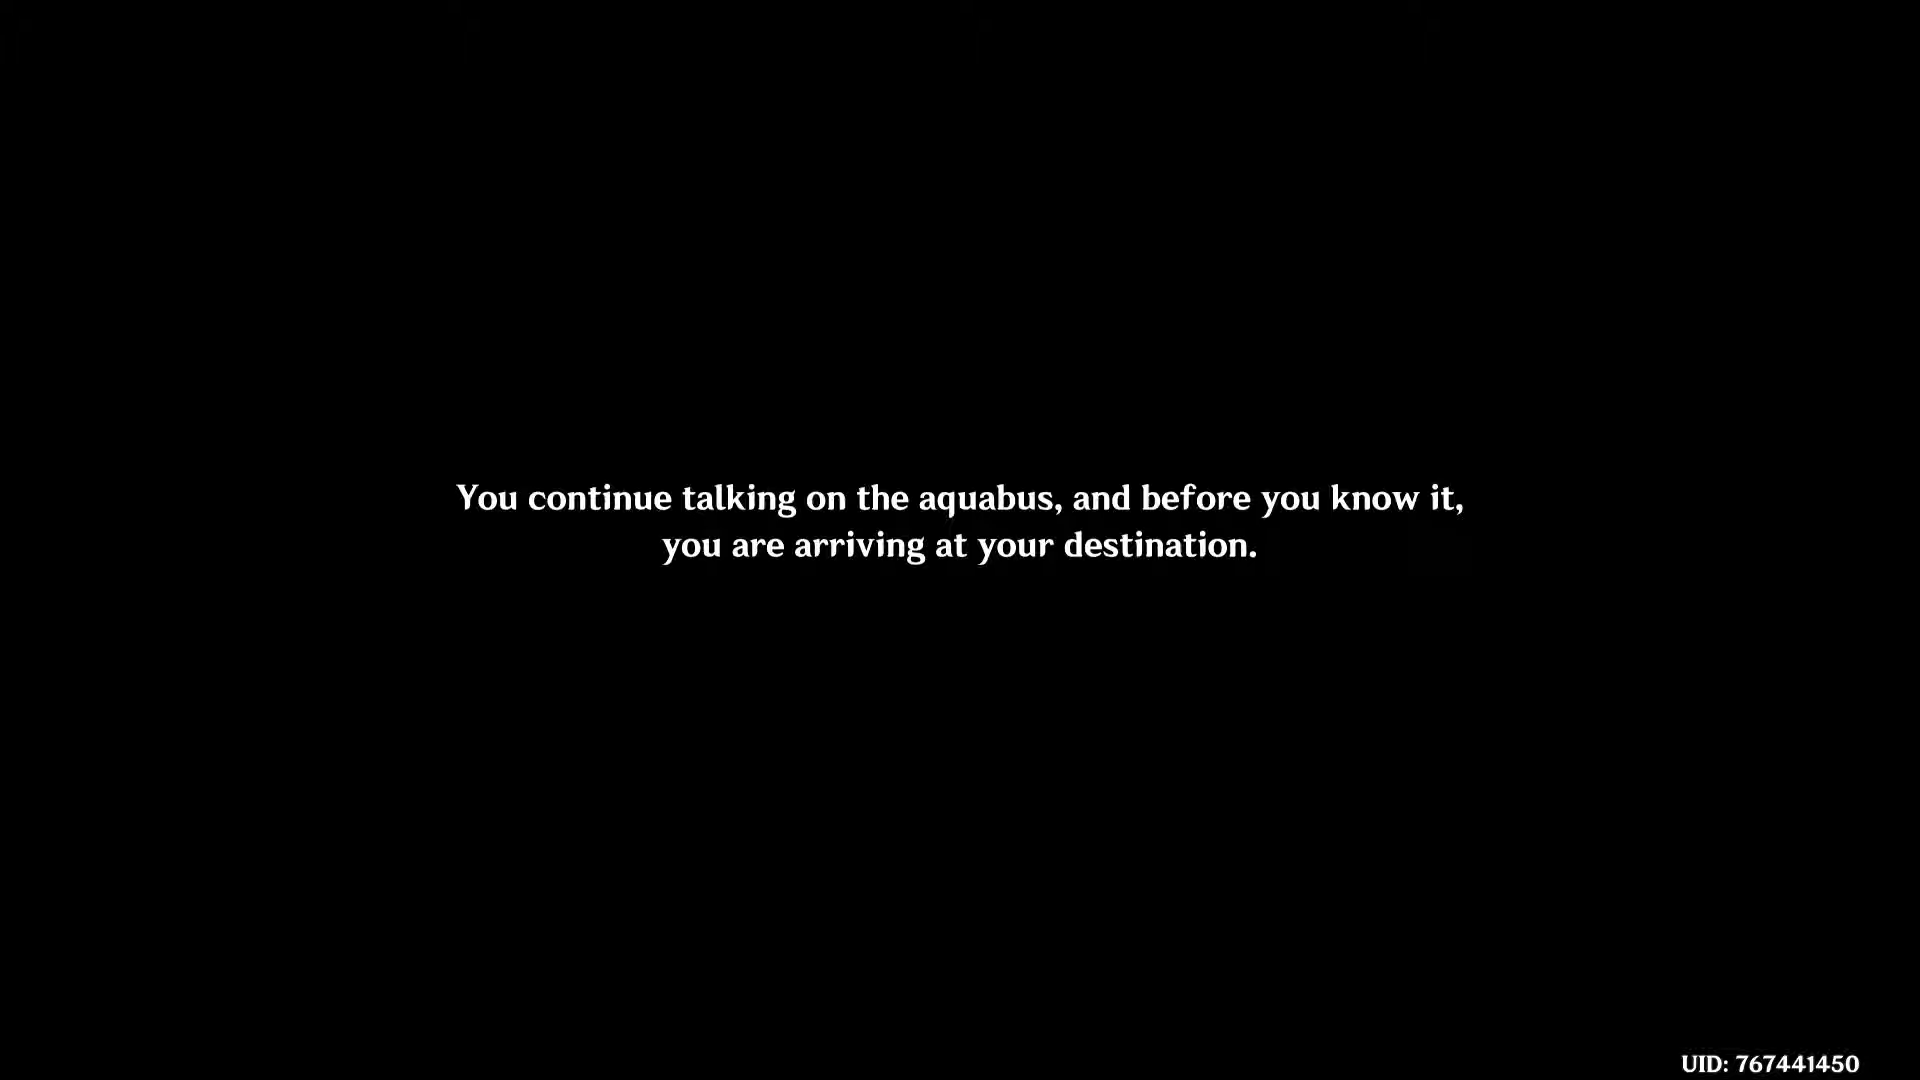 You continue talking on the aquabus, and before you know it,
you are arriving at your destination.
UID: 767441450